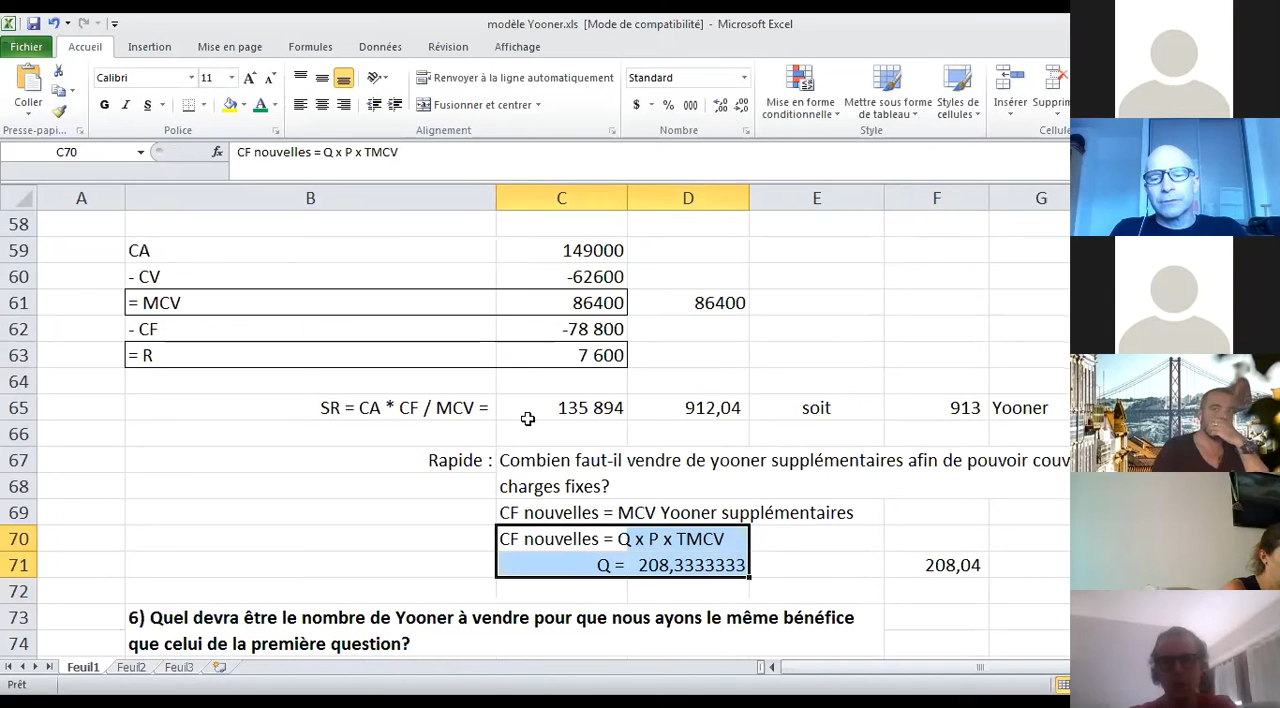 modèle Yooner.xls [Mode de compatibilité] - Microsoft Excel
Fichier Accueil Insertion Mise en page Formules Données Révision Affichage
Coller
Calibri 11
Renvoyer à la ligne automatiquement
Standard
G I S
Fusionner et centrer
$ % 000
Mise en forme conditionnelle
Mettre sous forme de tableau
Styles de cellules
Insérer
Supprim
Presse-papi... Police Alignement Nombre Style Cellule
C70 fx CF nouvelles = Q x P x TMCV
A B C D E F G
58
59 CA 149000
60 - CV -62600
61 = MCV 86400 86400
62 - CF -78 800
63 = R 7 600
64
65 SR = CA * CF / MCV = 135 894 912,04 soit 913 Yooner
66
67 Rapide : Combien faut-il vendre de yooner supplémentaires afin de pouvoir couv
68 charges fixes?
69 CF nouvelles = MCV Yooner supplémentaires
70 CF nouvelles = Q x P x TMCV
71 Q = 208,3333333 208,04
72
73 6) Quel devra être le nombre de Yooner à vendre pour que nous ayons le même bénéfice
74 que celui de la première question?
Feuil1 Feuil2 Feuil3
Prêt